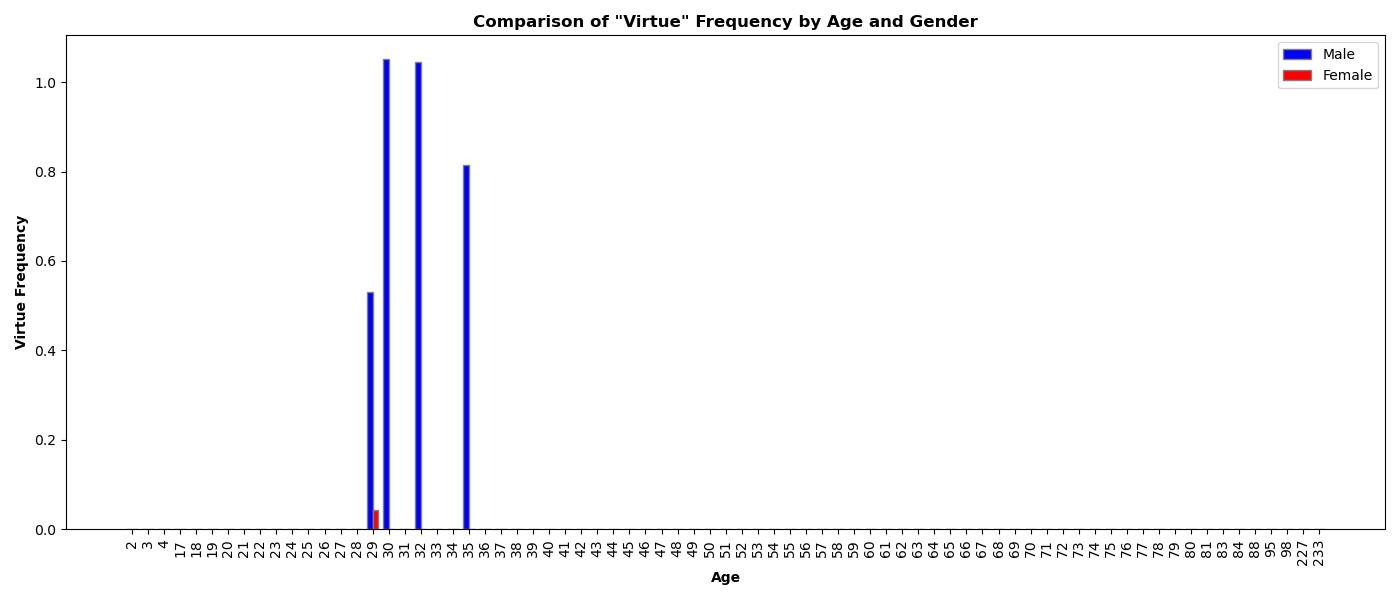 Comparison of "Virtue" Frequency by Age and Gender
Male
Female
Virtue Frequency
1.0
0.8
0.6
0.4
0.2
0.0
2 3 4 17 18 19 20 21 22 23 24 25 26 27 28 29 30 31 32 33 34 35 36 37 38 39 40 41 42 43 44 45 46 47 48 49 50 51 52 53 54 55 56 57 58 59 60 61 62 63 64 65 66 67 68 69 70 71 72 73 74 75 76 77 78 79 80 81 83 84 88 95 98 227 233
Age